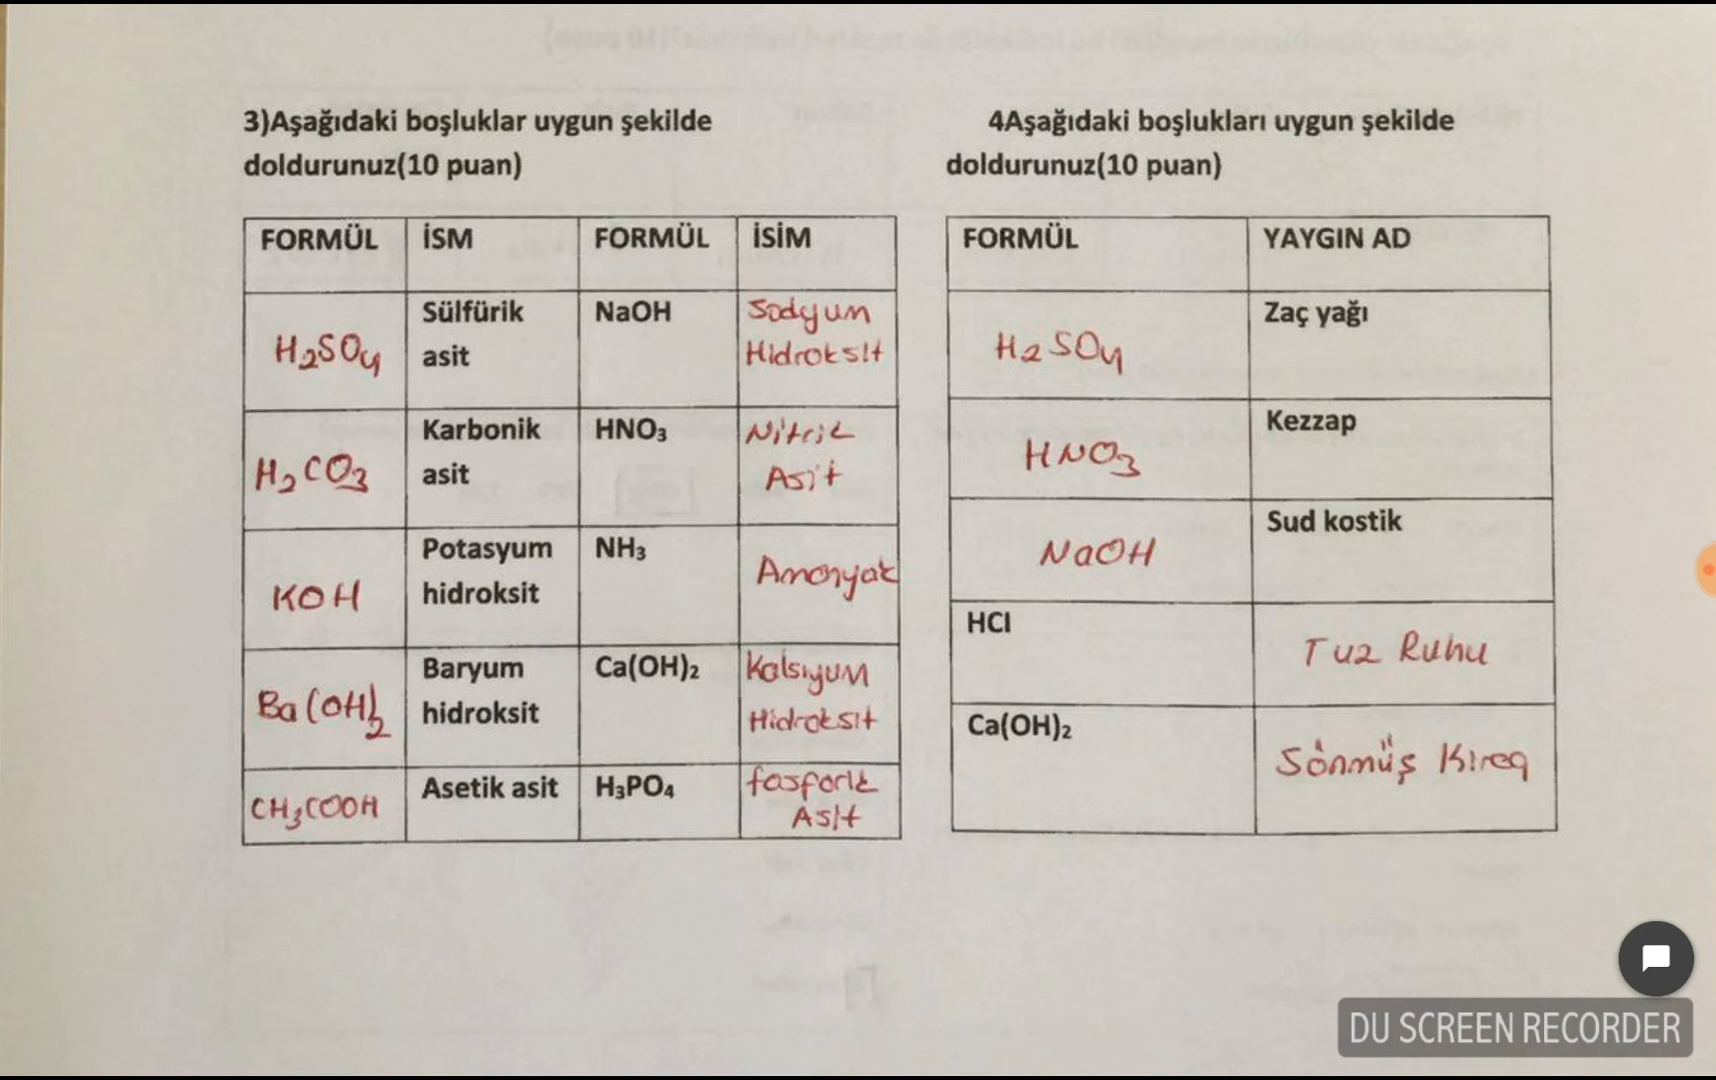 3)Aşağıdaki boşluklar uygun şekilde
doldurunuz(10 puan)
FORMÜL İSM FORMÜL İSİM
H₂SO₄ Sülfürik asit NaOH Sodyum Hidroksit
H₂CO₃ Karbonik asit HNO₃ Nitrik Asit
KOH Potasyum hidroksit NH₃ Amonyak
Ba(OH)₂ Baryum hidroksit Ca(OH)₂ Kalsiyum Hidroksit
CH₃COOH Asetik asit H₃PO₄ fosforik Asit
4Aşağıdaki boşlukları uygun şekilde
doldurunuz(10 puan)
FORMÜL YAYGIN AD
H₂SO₄ Zaç yağı
HNO₃ Kezzap
NaOH Sud kostik
HCl Tuz Ruhu
Ca(OH)₂ Sönmüş Kireç
DU SCREEN RECORDER